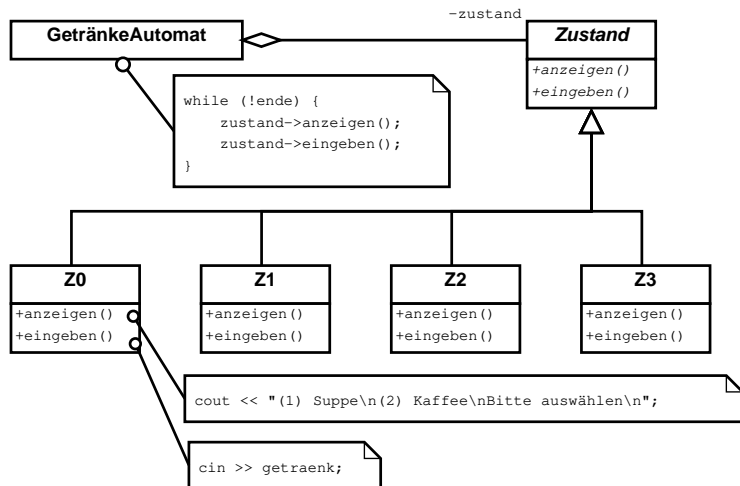 -zustand
GetränkeAutomat
Zustand
+anzeigen()
+eingeben()
while (!ende) {
    zustand->anzeigen();
    zustand->eingeben();
}
Z0
+anzeigen()
+eingeben()
Z1
+anzeigen()
+eingeben()
Z2
+anzeigen()
+eingeben()
Z3
+anzeigen()
+eingeben()
cout << "(1) Suppe\n(2) Kaffee\nBitte auswählen\n";
cin >> getraenk;